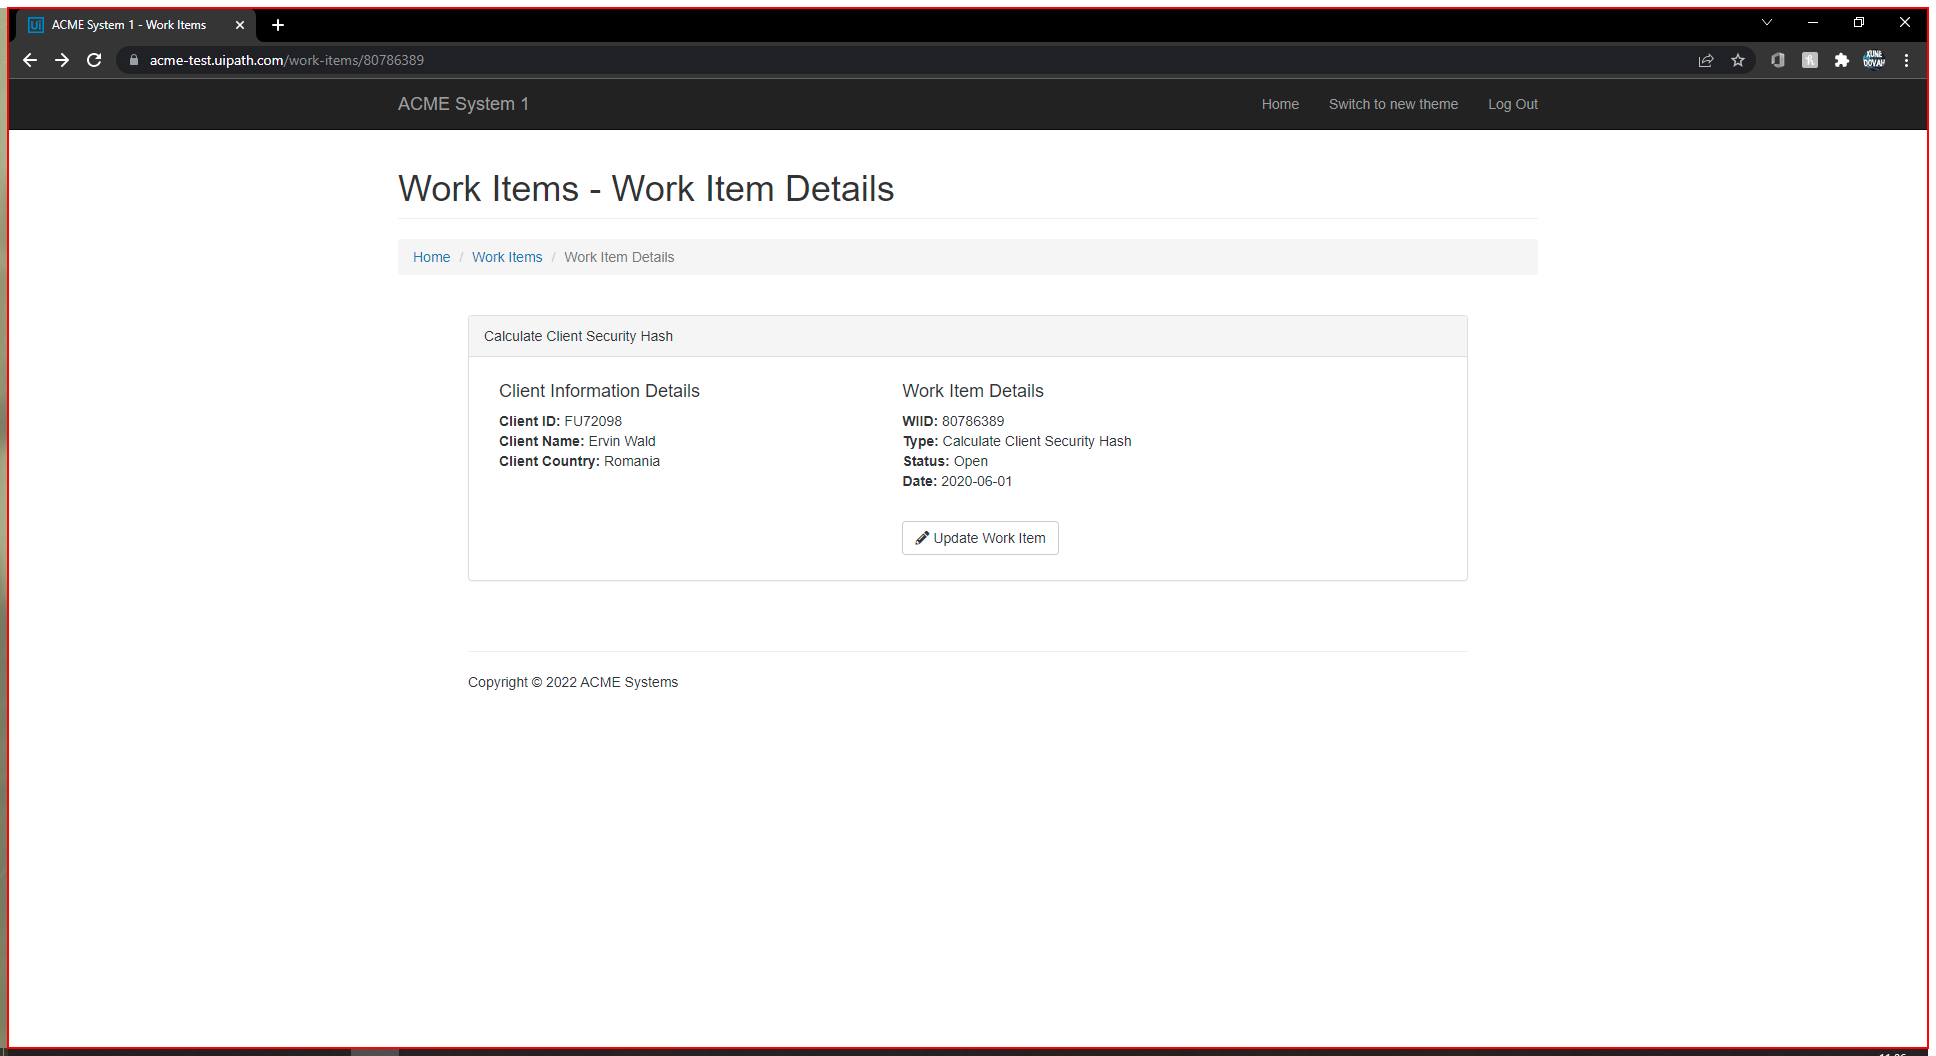 ACME System 1 - Work Items
acme-test.uipath.com/work-items/80786389
ACME System 1
Home
Switch to new theme
Log Out
Work Items - Work Item Details
Home / Work Items / Work Item Details
Calculate Client Security Hash
Client Information Details
Client ID: FU72098
Client Name: Ervin Wald
Client Country: Romania
Work Item Details
WIID: 80786389
Type: Calculate Client Security Hash
Status: Open
Date: 2020-06-01
Update Work Item
Copyright © 2022 ACME Systems